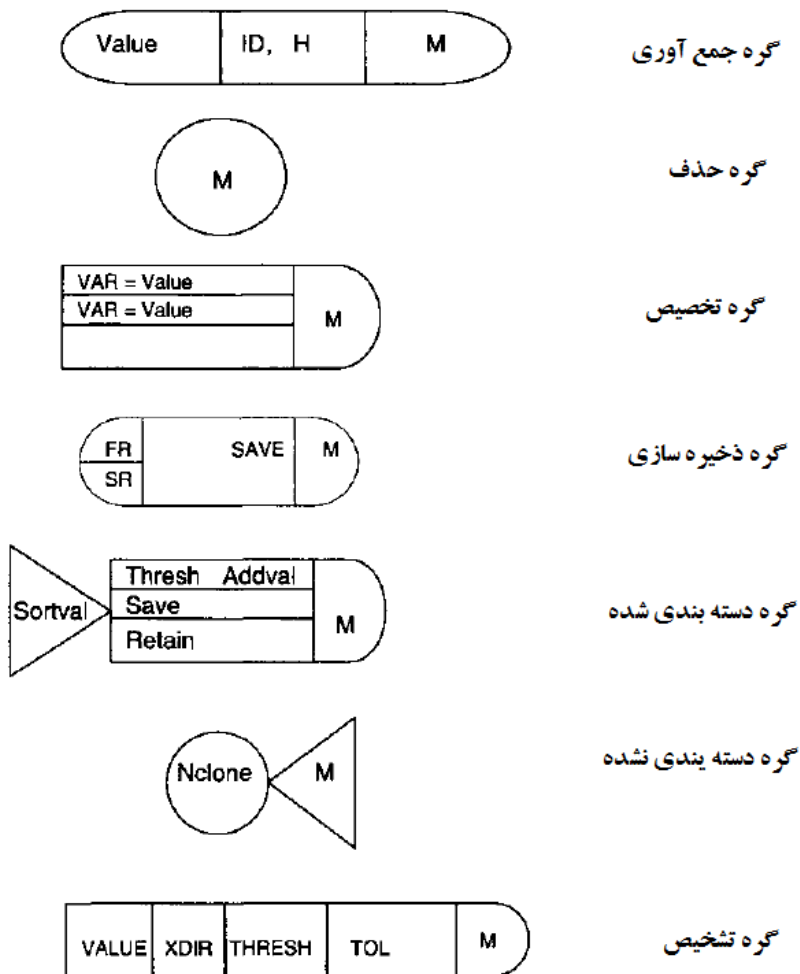 Value ID, H M گره جمع آوری
M گره حذف
VAR = Value
VAR = Value
M گره تخصیص
FR SAVE M گره ذخیره سازی
SR
Sortval Thresh Addval
Save
Retain
M گره دسته بندی شده
Nclone M گره دسته یندی نشده
VALUE XDIR THRESH TOL M گره تشخیص